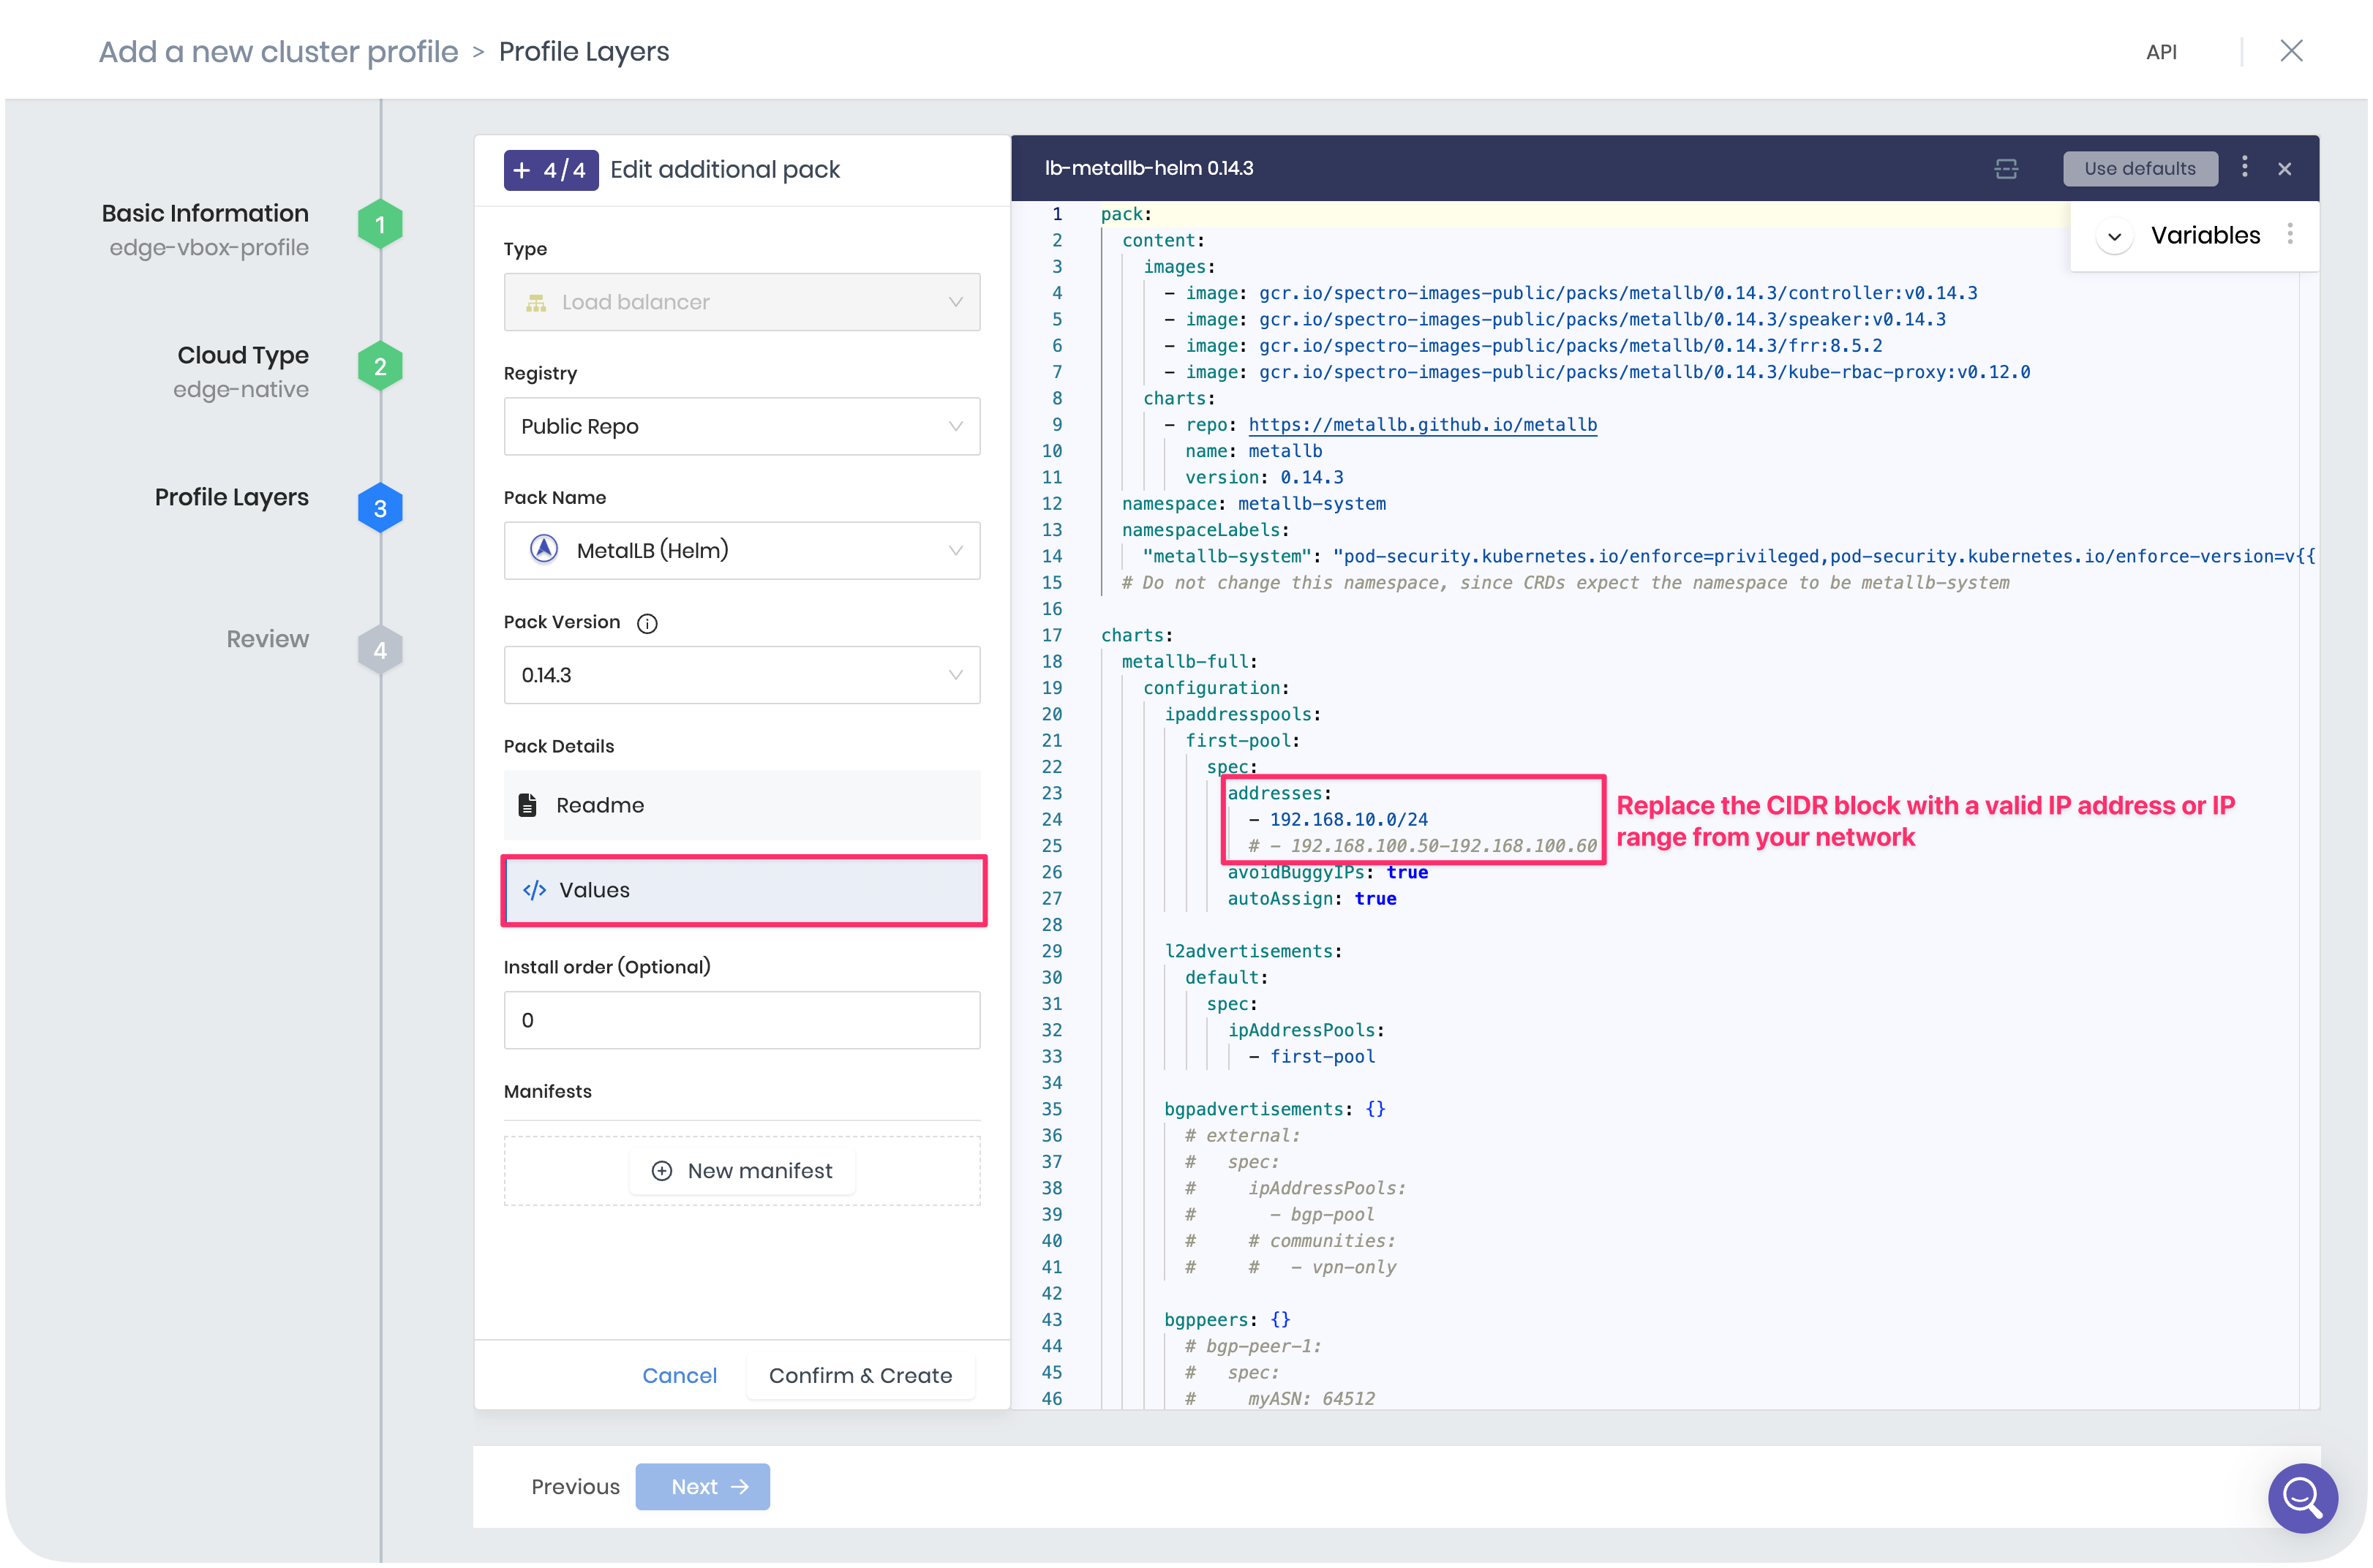 Add a new cluster profile > Profile Layers
API
Basic Information
edge-vbox-profile
1
Cloud Type
edge-native
2
Profile Layers
3
Review
4
+ 4/4 Edit additional pack
Type
Load balancer
Registry
Public Repo
Pack Name
MetalLB (Helm)
Pack Version
0.14.3
Pack Details
Readme
</> Values
Install order (Optional)
0
Manifests
New manifest
Cancel
Confirm & Create
lb-metallb-helm 0.14.3
Use defaults
Variables
1 pack:
2   content:
3     images:
4       - image: gcr.io/spectro-images-public/packs/metallb/0.14.3/controller:v0.14.3
5       - image: gcr.io/spectro-images-public/packs/metallb/0.14.3/speaker:v0.14.3
6       - image: gcr.io/spectro-images-public/packs/metallb/0.14.3/frr:8.5.2
7       - image: gcr.io/spectro-images-public/packs/metallb/0.14.3/kube-rbac-proxy:v0.12.0
8     charts:
9       - repo: https://metallb.github.io/metallb
10         name: metallb
11         version: 0.14.3
12   namespace: metallb-system
13   namespaceLabels:
14     "metallb-system": "pod-security.kubernetes.io/enforce=privileged,pod-security.kubernetes.io/enforce-version=v{{
15   # Do not change this namespace, since CRDs expect the namespace to be metallb-system
16
17 charts:
18   metallb-full:
19     configuration:
20       ipaddresspools:
21         first-pool:
22           spec:
23             addresses:
24               - 192.168.10.0/24
25               # - 192.168.100.50-192.168.100.60
26             avoidBuggyIPs: true
27             autoAssign: true
28
29       l2advertisements:
30         default:
31           spec:
32             ipAddressPools:
33               - first-pool
34
35       bgpadvertisements: {}
36         # external:
37         #   spec:
38         #     ipAddressPools:
39         #       - bgp-pool
40         #     # communities:
41         #     #   - vpn-only
42
43       bgppeers: {}
44         # bgp-peer-1:
45         #   spec:
46         #     myASN: 64512
Replace the CIDR block with a valid IP address or IP
range from your network
Previous
Next →